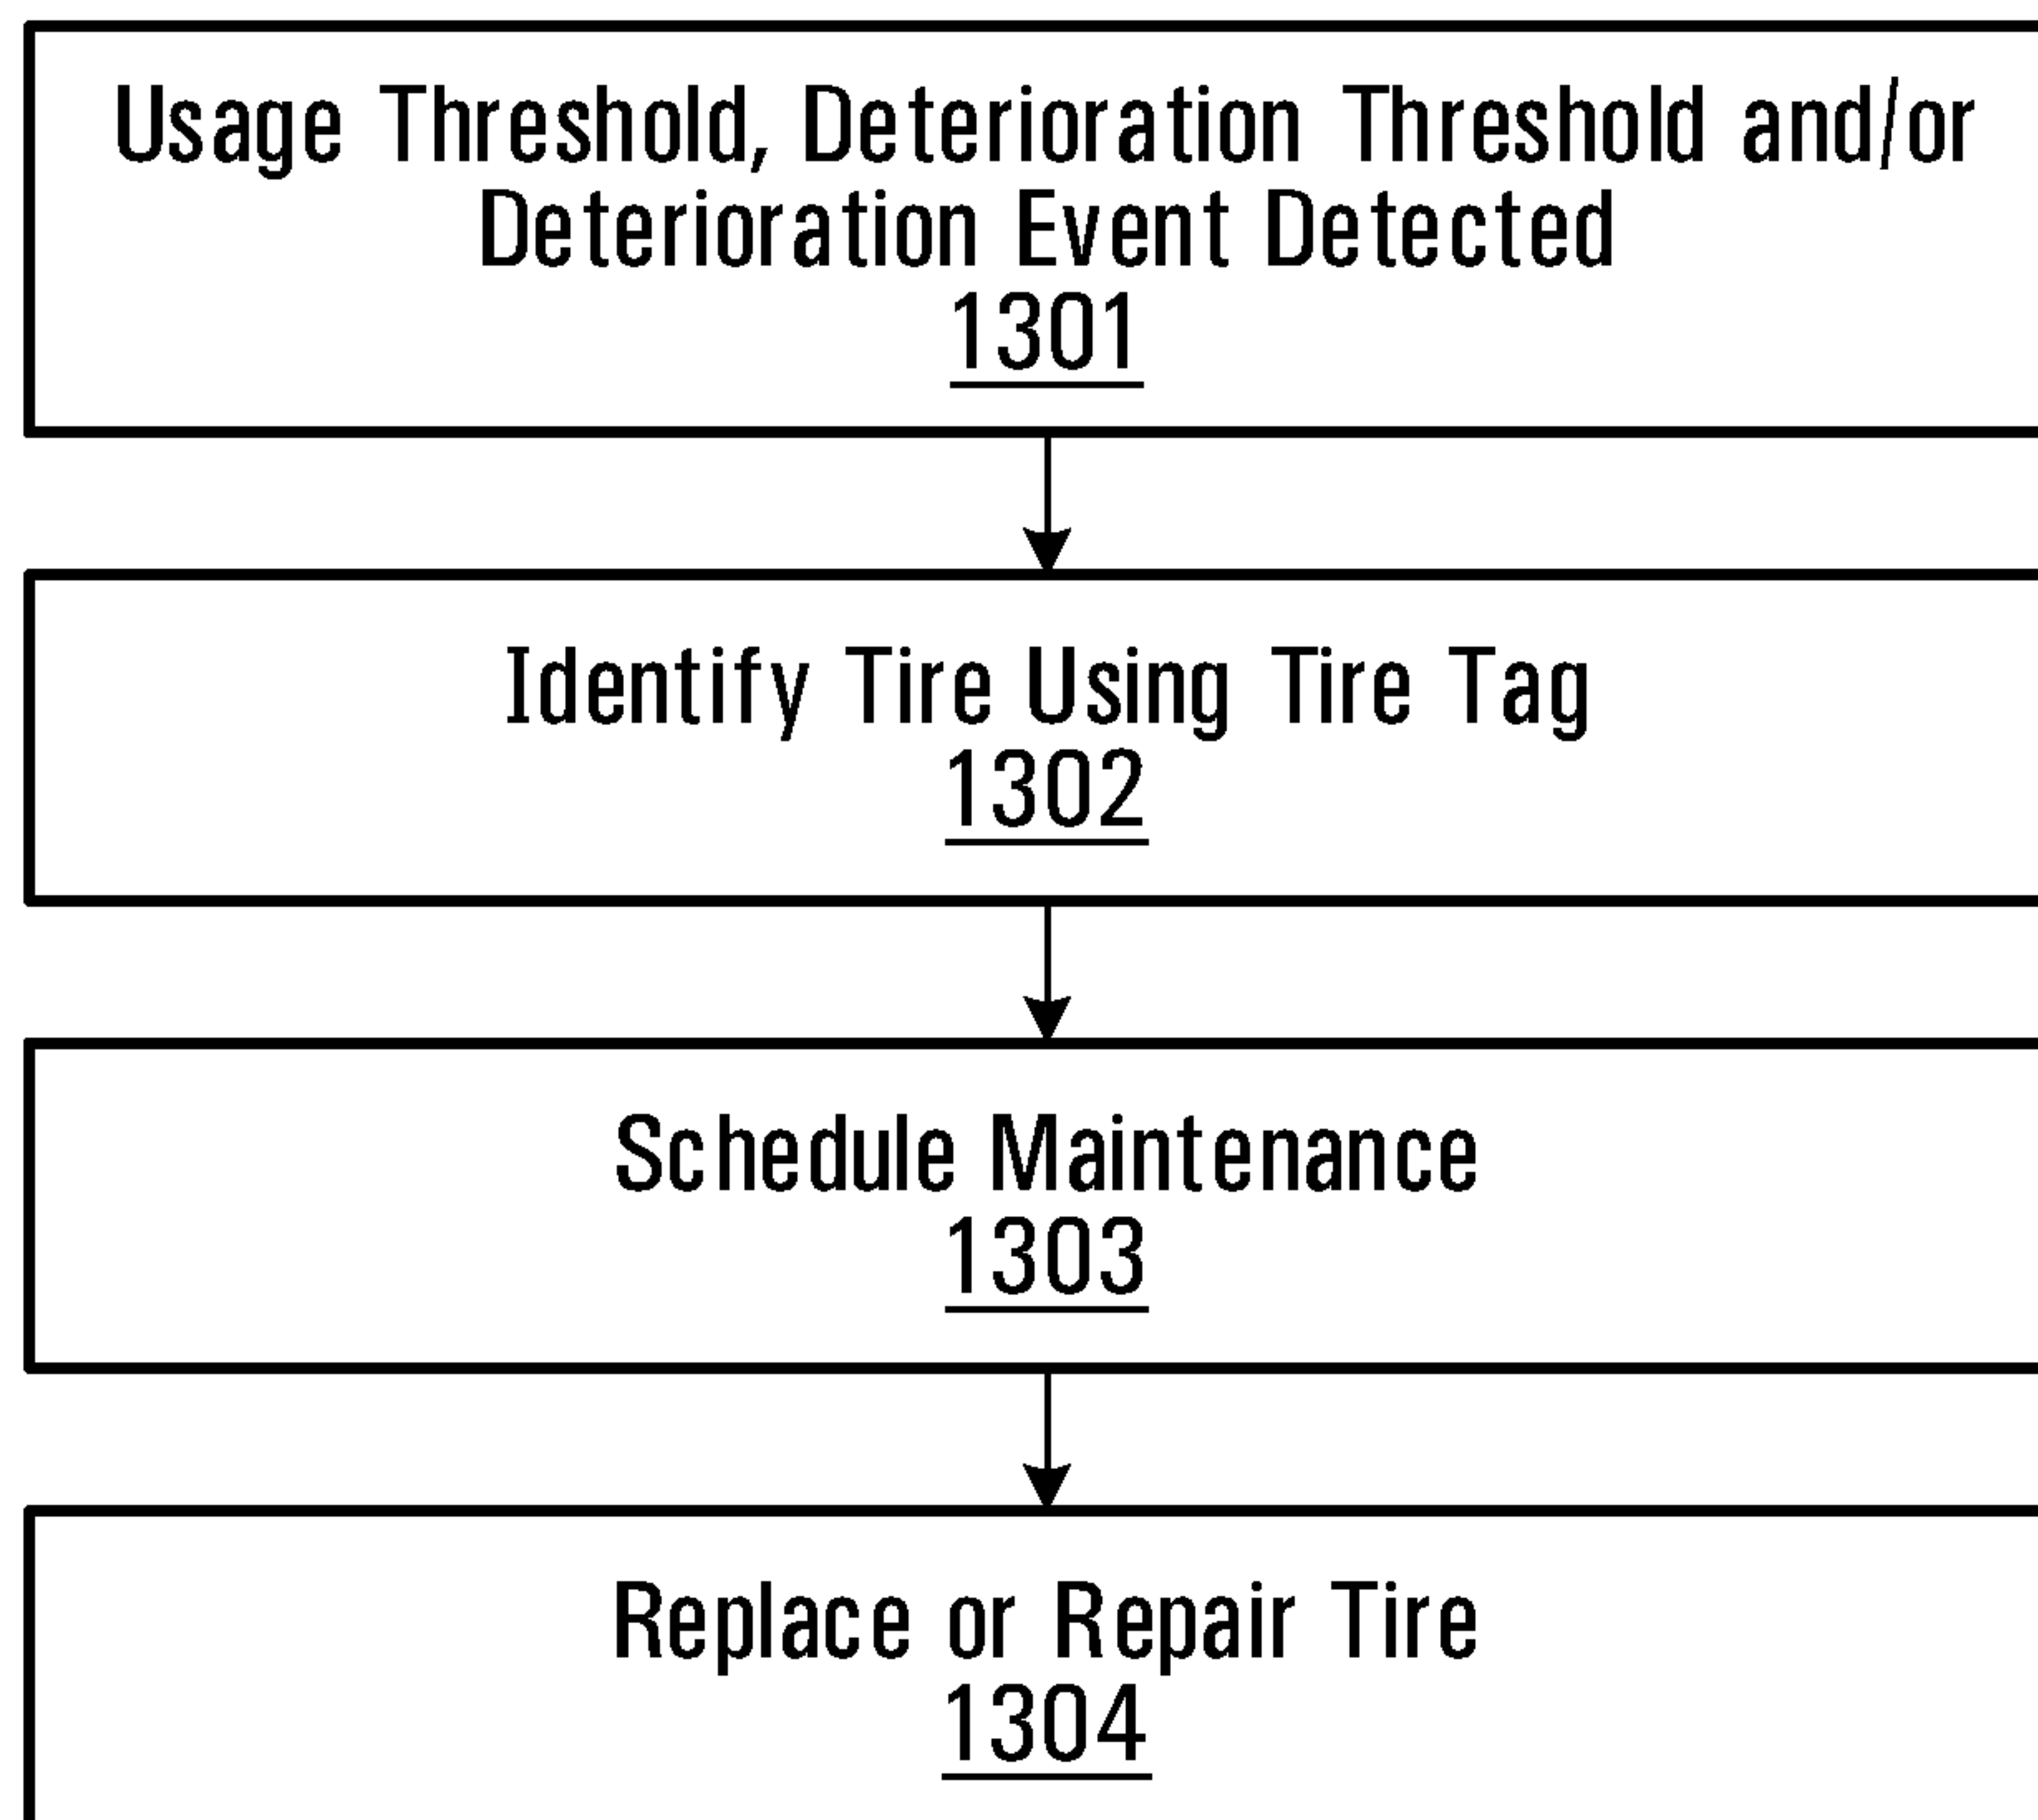 Usage Threshold, Deterioration Threshold and/or
Deterioration Event Detected
1301
Identify Tire Using Tire Tag
1302
Schedule Maintenance
1303
Replace or Repair Tire
1304